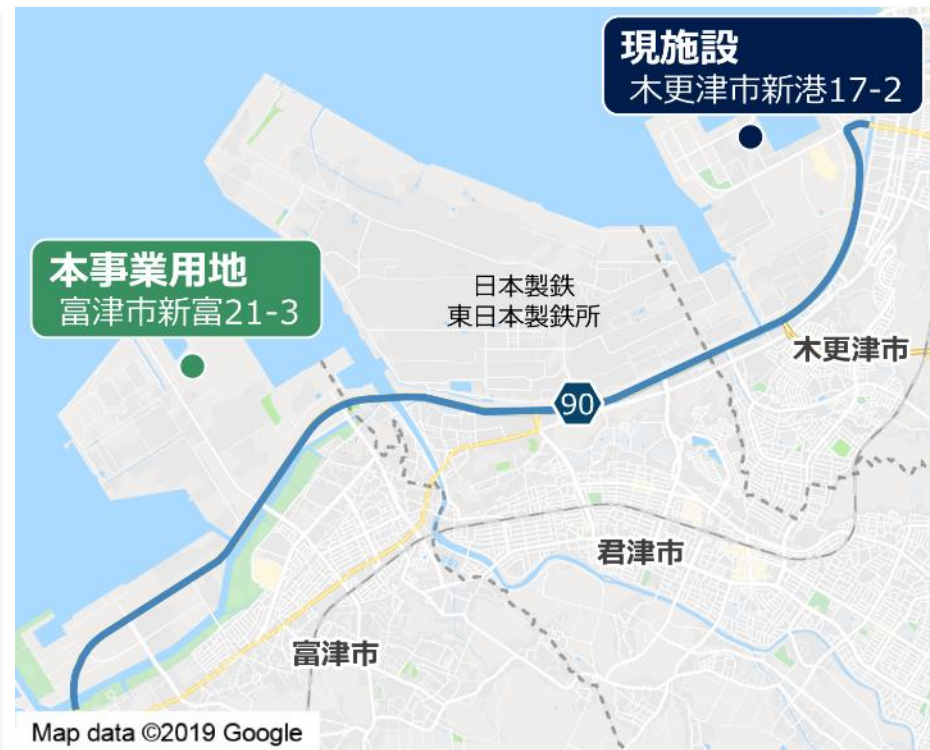 現施設
木更津市新港17-2
本事業用地
富津市新富21-3
日本製鉄
東日本製鉄所
木更津市
90
君津市
富津市
Map data ©2019 Google